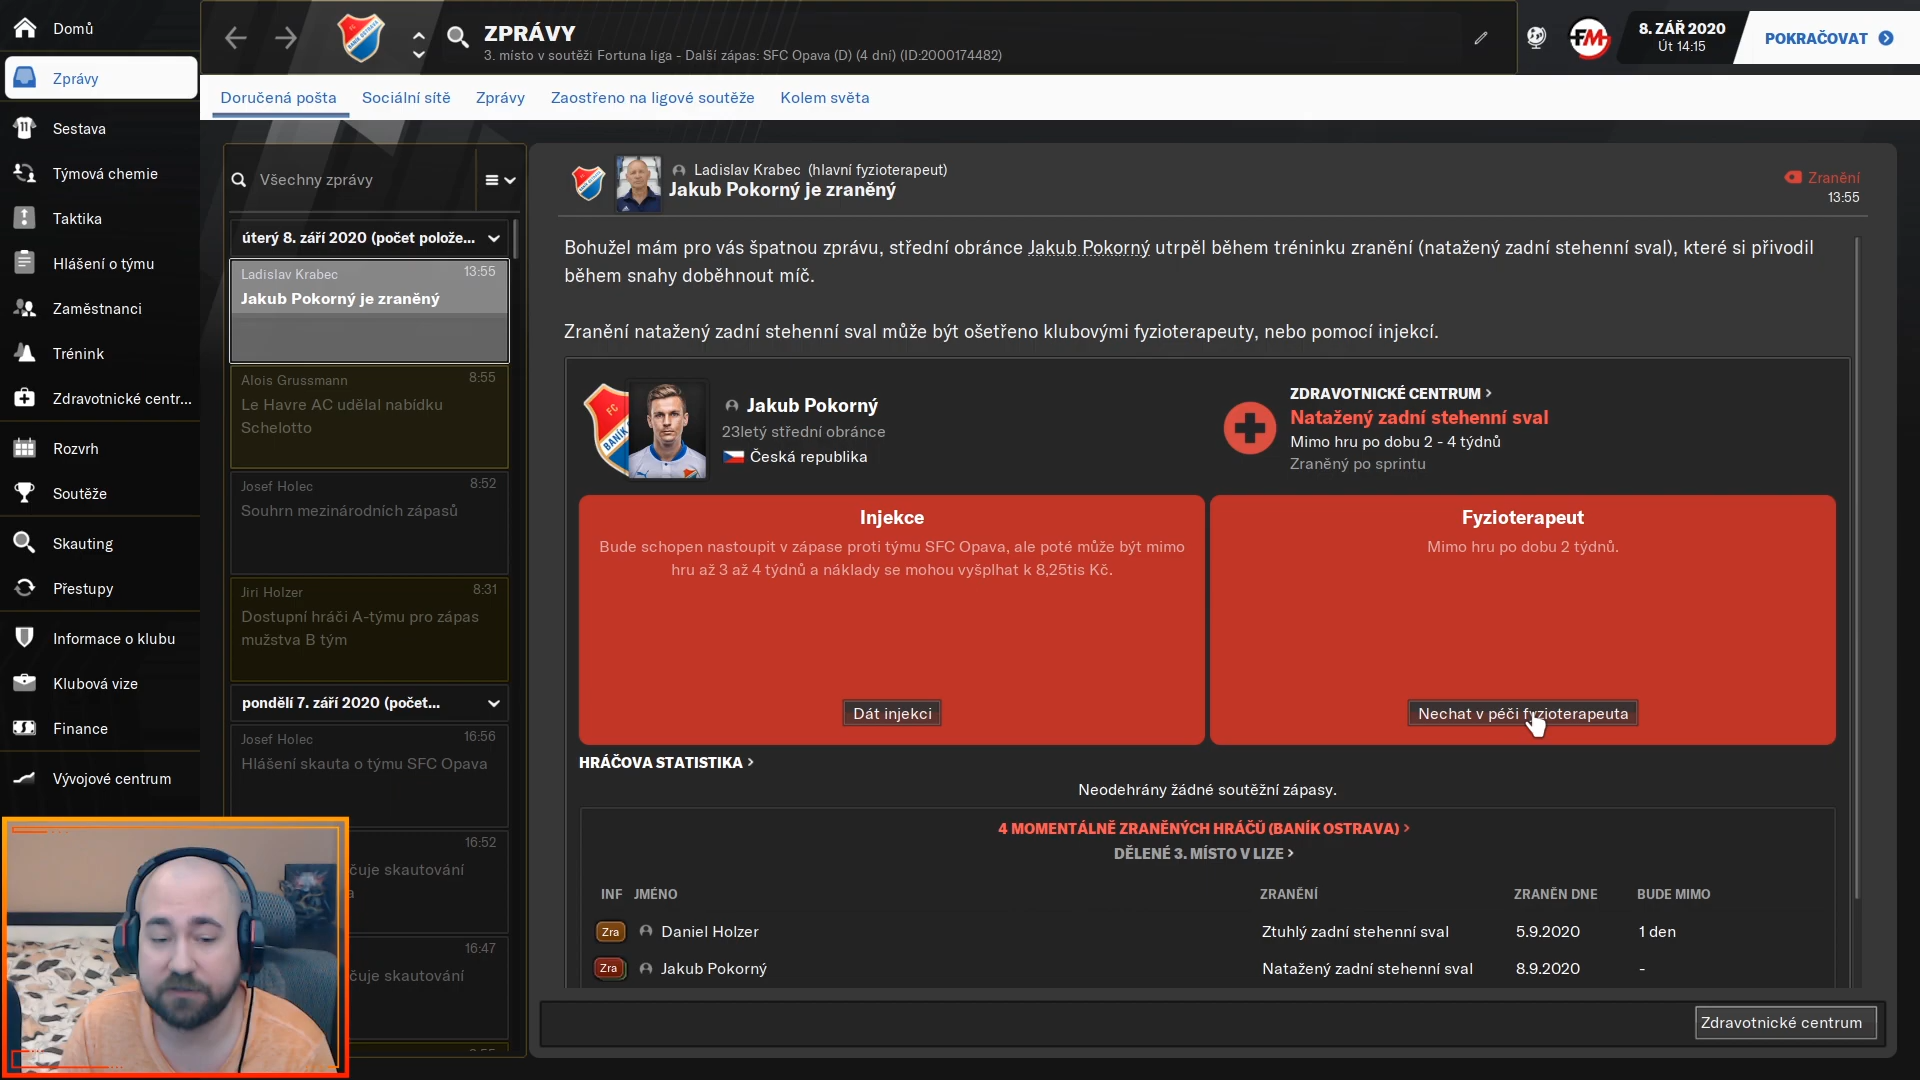 Domů
Zprávy
Sestava
Týmová chemie
Taktika
Hlášení o týmu
Zaměstnanci
Trénink
Zdravotnické centr...
Rozvrh
Soutěže
Skauting
Přestupy
Informace o klubu
Klubová vize
Finance
Vývojové centrum
ZPRÁVY
3. místo v soutěži Fortuna liga - Další zápas: SFC Opava (D) (4 dní) (ID:2000174482)
FM
8. ZÁŘ 2020
Út 14:15
POKRAČOVAT
Doručená pošta
Sociální sítě
Zprávy
Zaostřeno na ligové soutěže
Kolem světa
Všechny zprávy
úterý 8. září 2020 (počet polože...
Ladislav Krabec
13:55
Jakub Pokorný je zraněný
Alois Grussmann
8:55
Le Havre AC udělal nabídku
Schelotto
Josef Holec
8:52
Souhrn mezinárodních zápasů
Jiri Holzer
8:31
Dostupní hráči A-týmu pro zápas
mužstva B tým
pondělí 7. září 2020 (počet...
Josef Holec
16:56
Hlášení skauta o týmu SFC Opava
16:52
čuje skautování
16:47
čuje skautování
Ladislav Krabec (hlavní fyzioterapeut)
Jakub Pokorný je zraněný
Zranění
13:55
Bohužel mám pro vás špatnou zprávu, střední obránce Jakub Pokorný utrpěl během tréninku zranění (natažený zadní stehenní sval), které si přivodil
během snahy doběhnout míč.
Zranění natažený zadní stehenní sval může být ošetřeno klubovými fyzioterapeuty, nebo pomocí injekcí.
FC
BANÍK
Jakub Pokorný
23letý střední obránce
Česká republika
ZDRAVOTNICKÉ CENTRUM
Natažený zadní stehenní sval
Mimo hru po dobu 2 - 4 týdnů
Zraněný po sprintu
Injekce
Bude schopen nastoupit v zápase proti týmu SFC Opava, ale poté může být mimo
hru až 3 až 4 týdnů a náklady se mohou vyšplhat k 8,25tis Kč.
Dát injekci
Fyzioterapeut
Mimo hru po dobu 2 týdnů.
Nechat v péči fyzioterapeuta
HRÁČOVA STATISTIKA
Neodehrány žádné soutěžní zápasy.
4 MOMENTÁLNĚ ZRANĚNÝCH HRÁČŮ (BANÍK OSTRAVA)
DĚLENÉ 3. MÍSTO V LIZE
INF JMÉNO ZRANĚNÍ ZRANĚN DNE BUDE MIMO
Zra Daniel Holzer Ztuhlý zadní stehenní sval 5.9.2020 1 den
Zra Jakub Pokorný Natažený zadní stehenní sval 8.9.2020 -
Zdravotnické centrum